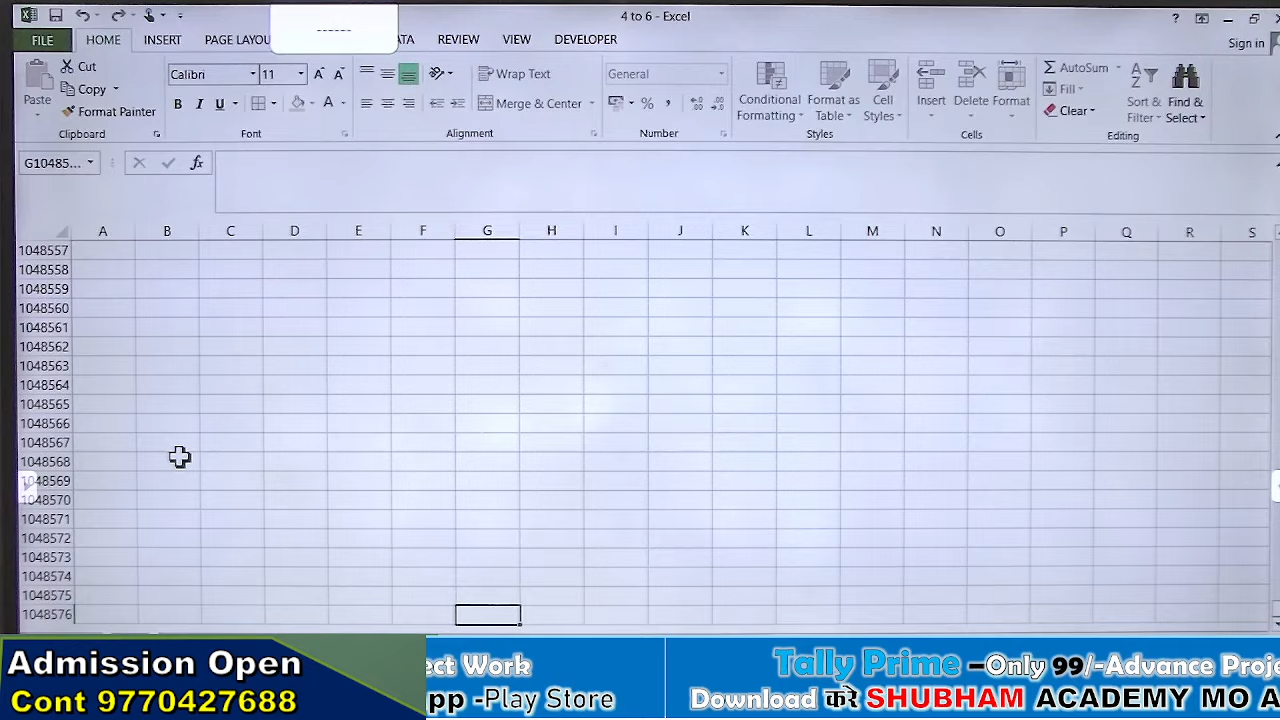 4 to 6 - Excel
?
FILE HOME INSERT PAGE LAYOU ATA REVIEW VIEW DEVELOPER
------
Sign in
Cut
Copy
Format Painter
Paste
Clipboard
Calibri
B I U
Font
Wrap Text
Merge & Center
Alignment
General
%
Number
Conditional Formatting
Format as Table
Cell Styles
Styles
Insert Delete Format
Cells
AutoSum
Fill
Clear
Sort & Filter
Find & Select
Editing
G10485...
fx
A B C D E F G H I J K L M N O P Q R S
1048557
1048558
1048559
1048560
1048561
1048562
1048563
1048564
1048565
1048566
1048567
1048568
1048569
1048570
1048571
1048572
1048573
1048574
1048575
1048576
Admission Open
Cont 9770427688
ect Work
pp -Play Store
Tally Prime –Only 99/-Advance Proje
Download करे SHUBHAM ACADEMY MO A